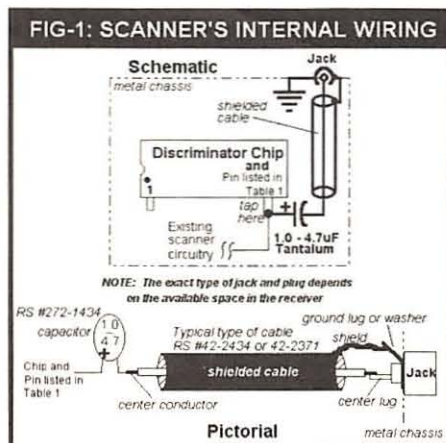 FIG-1: SCANNER'S INTERNAL WIRING
Schematic
Jack
metal chassis
shielded
cable
Discriminator Chip
and
Pin listed in
Table 1
1
tap
here
+
Existing
scanner
circuitry
1.0 - 4.7uF
Tantalum
NOTE: The exact type of jack and plug depends
on the available space in the receiver
RS #272-1434
capacitor
1 0
4 7
+
Typical type of cable
RS #42-2434 or 42-2371
ground lug or washer
shield
Chip and
Pin listed in
Table 1
shielded cable
Jack
center conductor
center lug
Pictorial
metal chassis